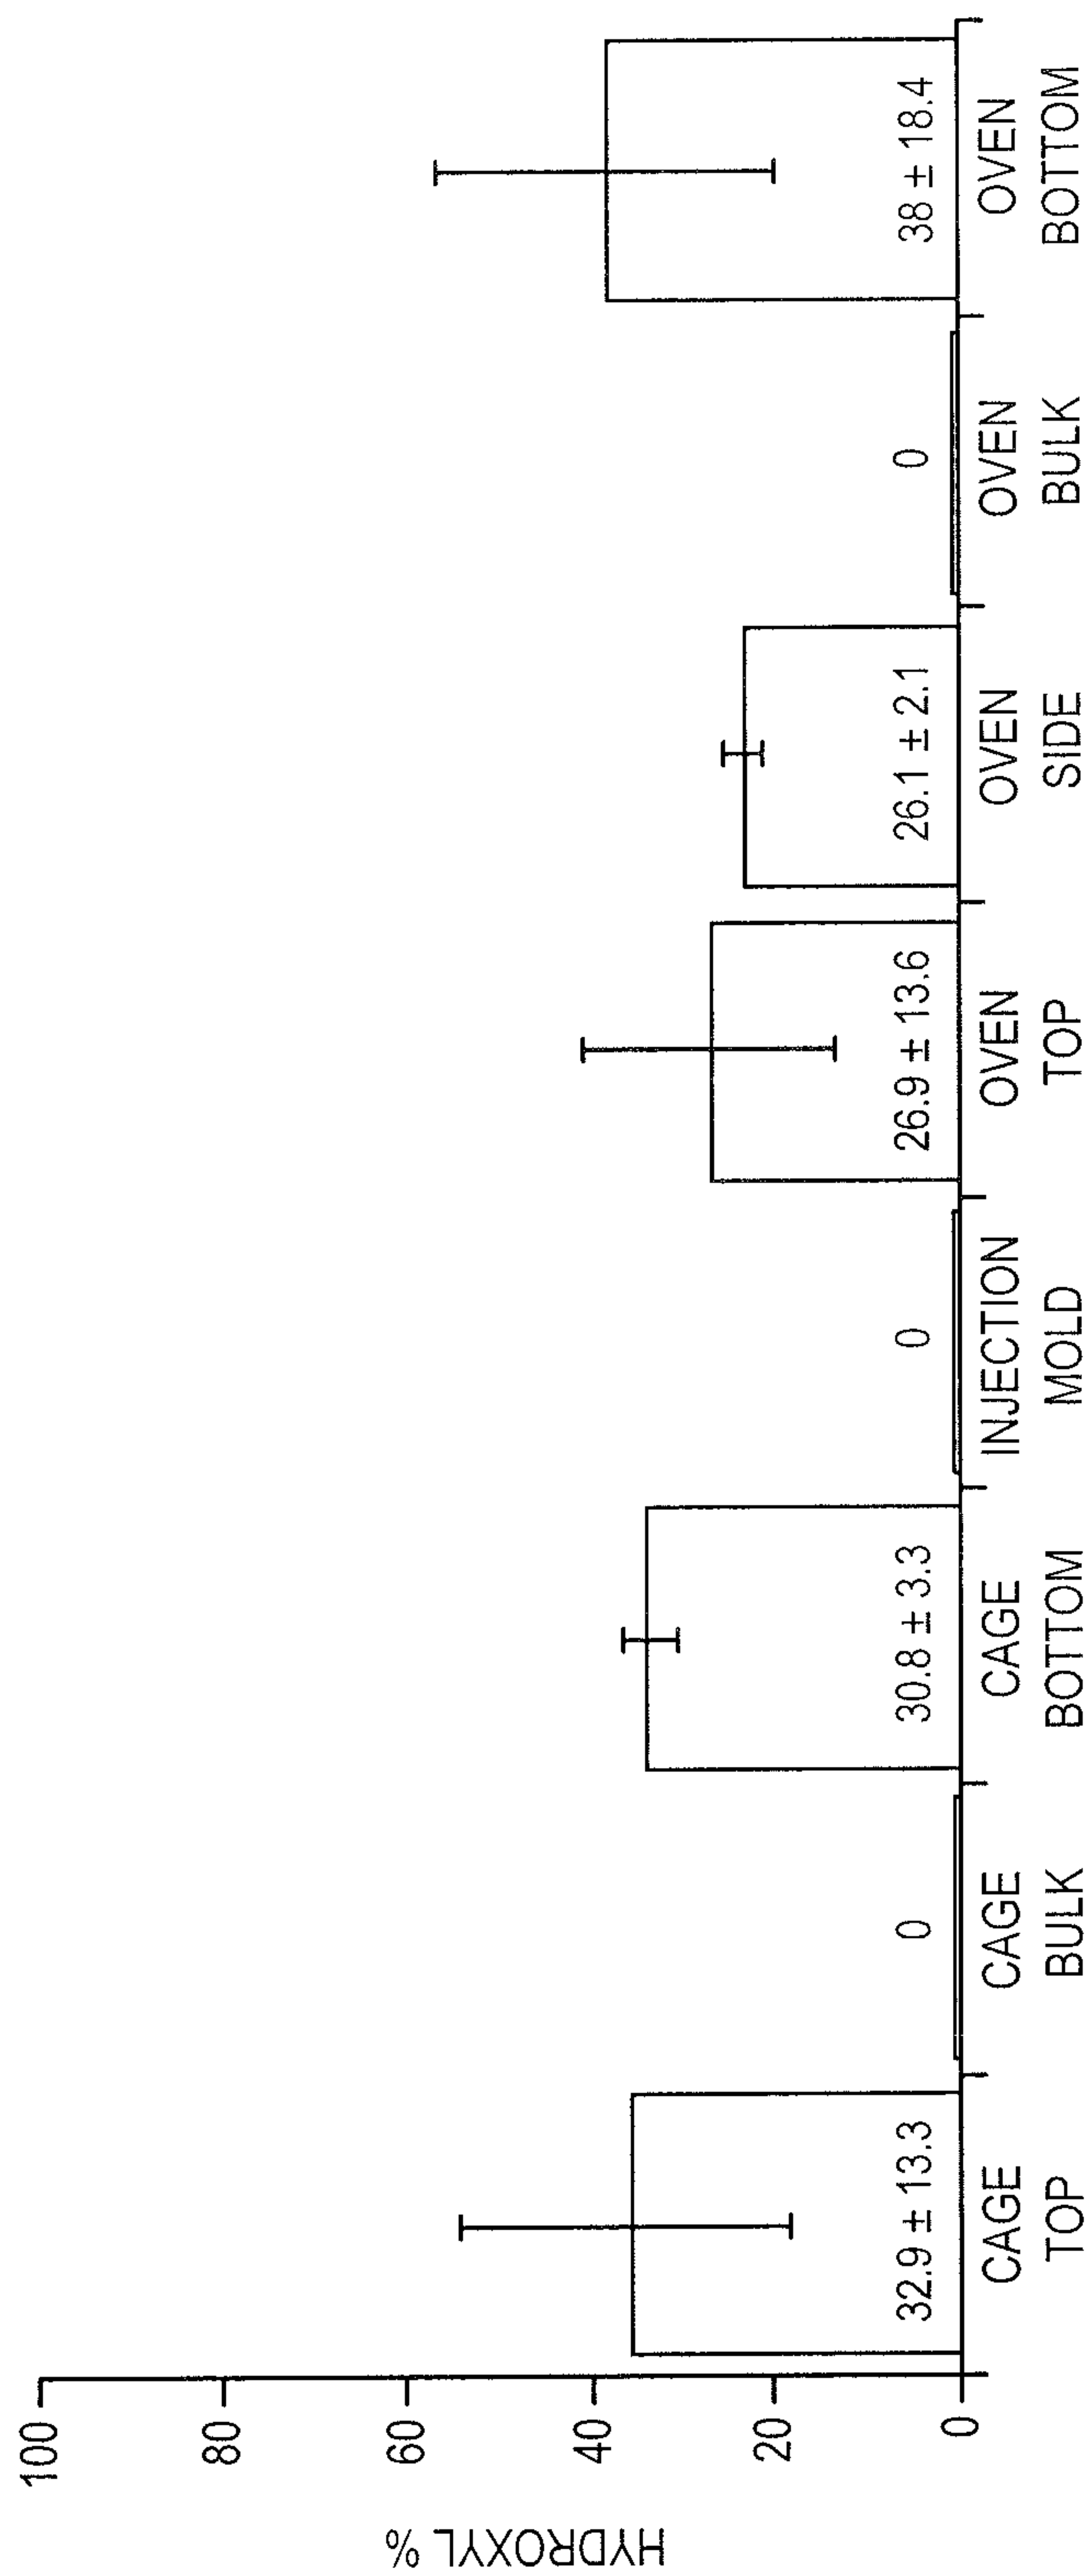 HYDROXYL %
100
80
60
40
20
0
32.9 ± 13.3
0
30.8 ± 3.3
0
26.9 ± 13.6
26.1 ± 2.1
0
38 ± 18.4
CAGE
TOP
CAGE
BULK
CAGE
BOTTOM
INJECTION
MOLD
OVEN
TOP
OVEN
SIDE
OVEN
BULK
OVEN
BOTTOM